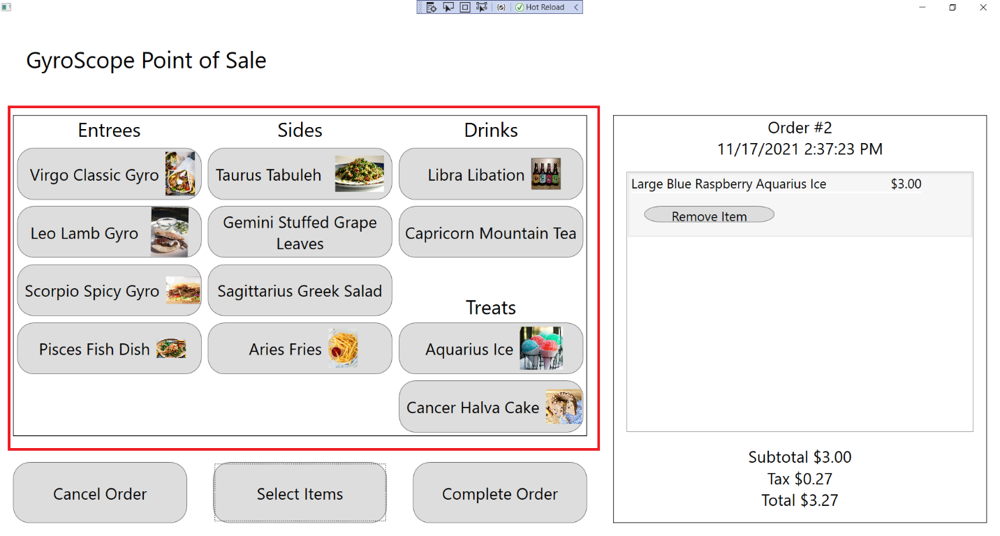 Hot Reload
GyroScope Point of Sale
Entrees
Virgo Classic Gyro
Leo Lamb Gyro
Scorpio Spicy Gyro
Pisces Fish Dish
Sides
Taurus Tabuleh
Gemini Stuffed Grape
Leaves
Sagittarius Greek Salad
Aries Fries
Drinks
Libra Libation
Capricorn Mountain Tea
Treats
Aquarius Ice
Cancer Halva Cake
Cancel Order
Select Items
Complete Order
Order #2
11/17/2021 2:37:23 PM
Large Blue Raspberry Aquarius Ice $3.00
Remove Item
Subtotal $3.00
Tax $0.27
Total $3.27